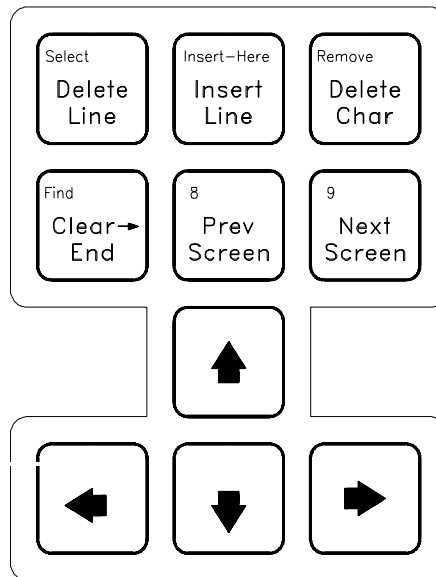 Select
Insert-Here
Remove
Delete
Line
Insert
Line
Delete
Char
Find
8
9
Clear→
End
Prev
Screen
Next
Screen